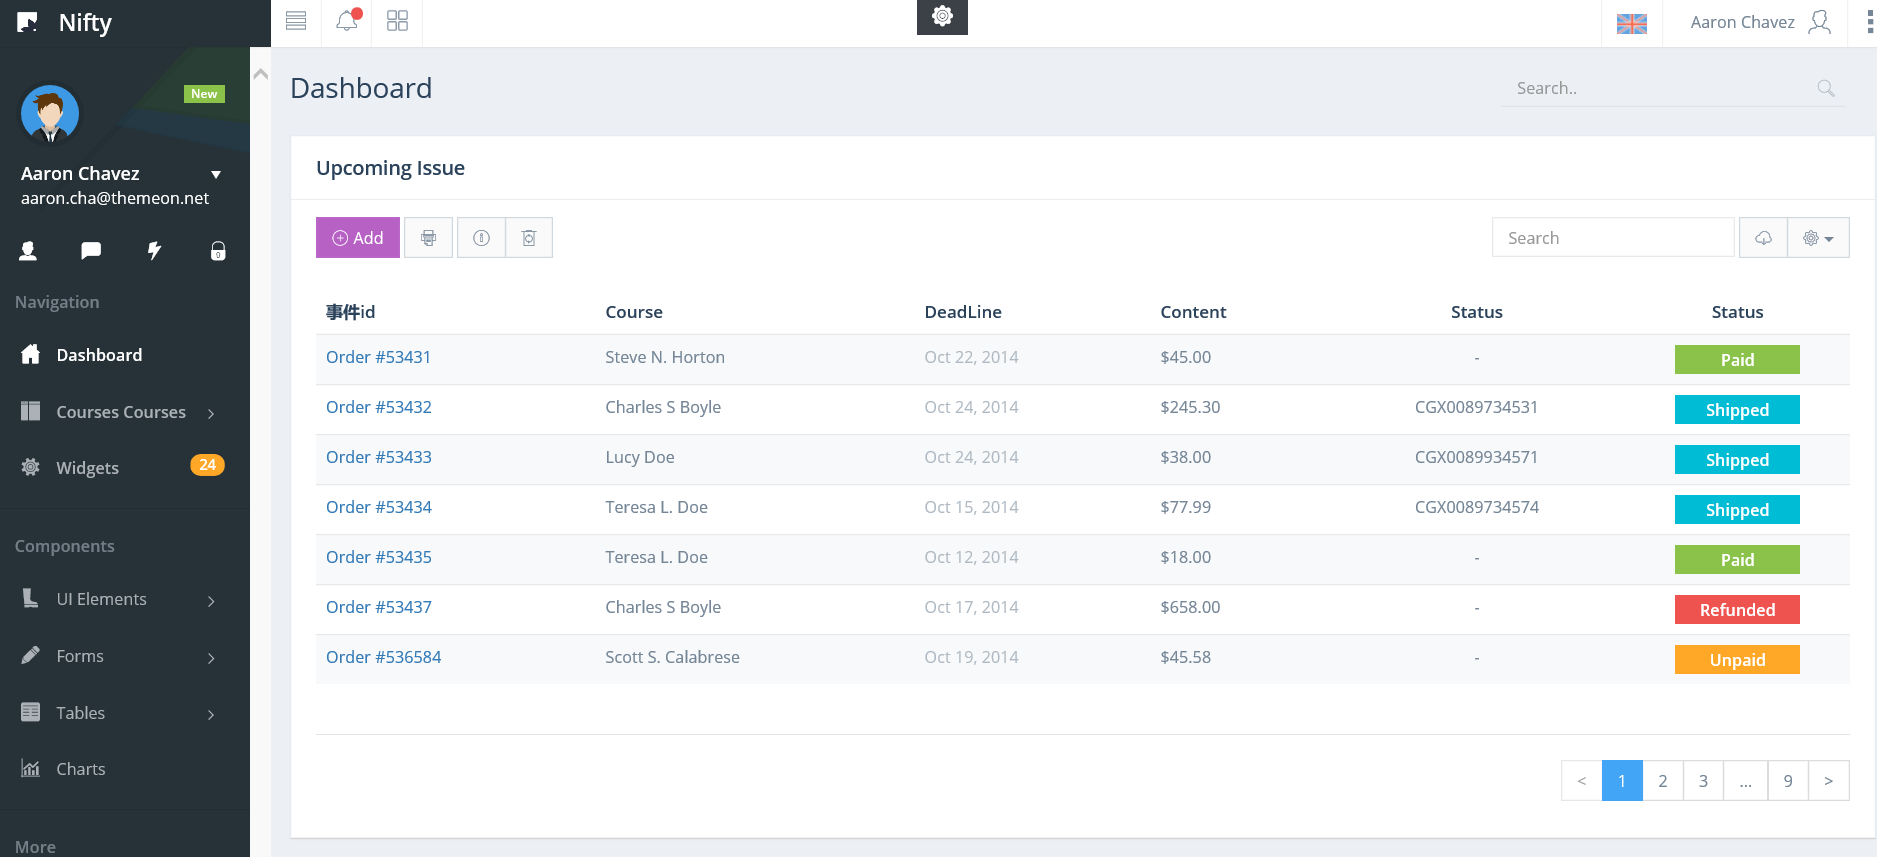 Nifty
Aaron Chavez
New
Aaron Chavez
aaron.cha@themeon.net
0
Navigation
Dashboard
Courses Courses
Widgets 24
Components
UI Elements
Forms
Tables
Charts
More
Dashboard
Search..
Upcoming Issue
Add
Search
事件id Course DeadLine Content Status Status
Order #53431 Steve N. Horton Oct 22, 2014 $45.00 - Paid
Order #53432 Charles S Boyle Oct 24, 2014 $245.30 CGX0089734531 Shipped
Order #53433 Lucy Doe Oct 24, 2014 $38.00 CGX0089934571 Shipped
Order #53434 Teresa L. Doe Oct 15, 2014 $77.99 CGX0089734574 Shipped
Order #53435 Teresa L. Doe Oct 12, 2014 $18.00 - Paid
Order #53437 Charles S Boyle Oct 17, 2014 $658.00 - Refunded
Order #536584 Scott S. Calabrese Oct 19, 2014 $45.58 - Unpaid
< 1 2 3 ... 9 >